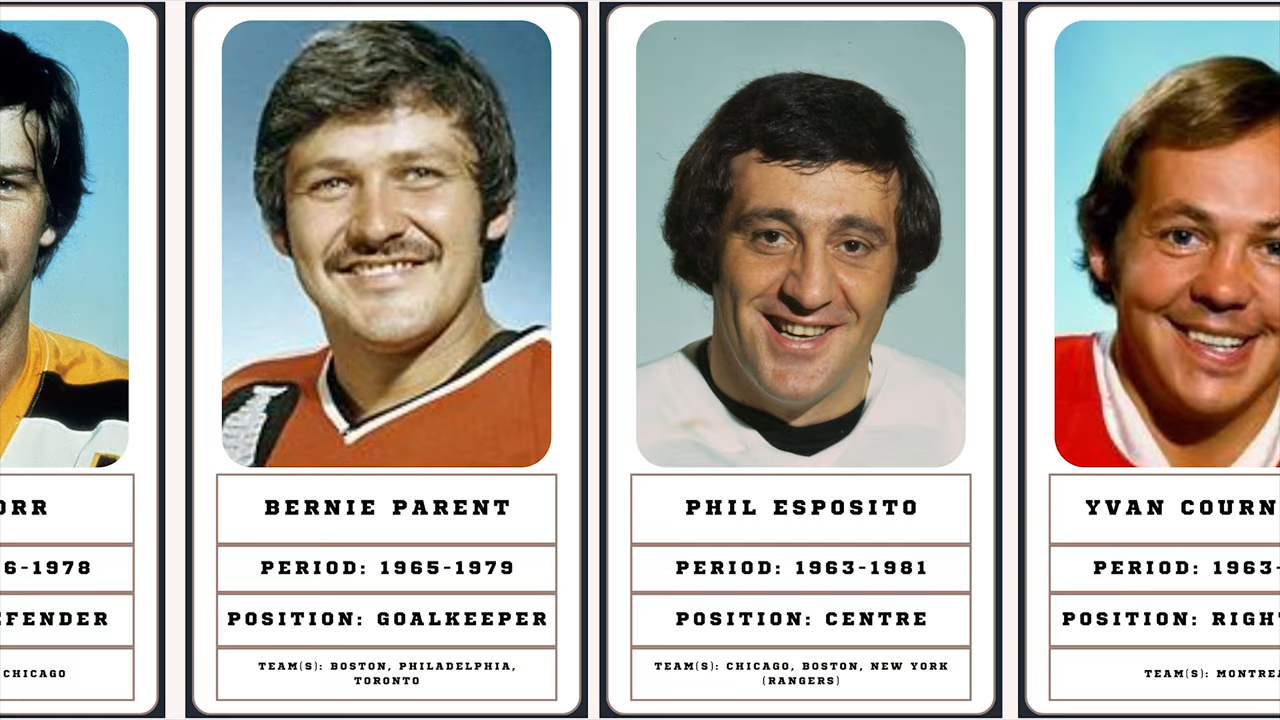 ORR
6-1978
FENDER
CHICAGO
BERNIE PARENT
PERIOD: 1965-1979
POSITION: GOALKEEPER
TEAM(S): BOSTON, PHILADELPHIA,
TORONTO
PHIL ESPOSITO
PERIOD: 1963-1981
POSITION: CENTRE
TEAM(S): CHICAGO, BOSTON, NEW YORK
(RANGERS)
YVAN COURN
PERIOD: 1963-
POSITION: RIGH
TEAM(S): MONTREA